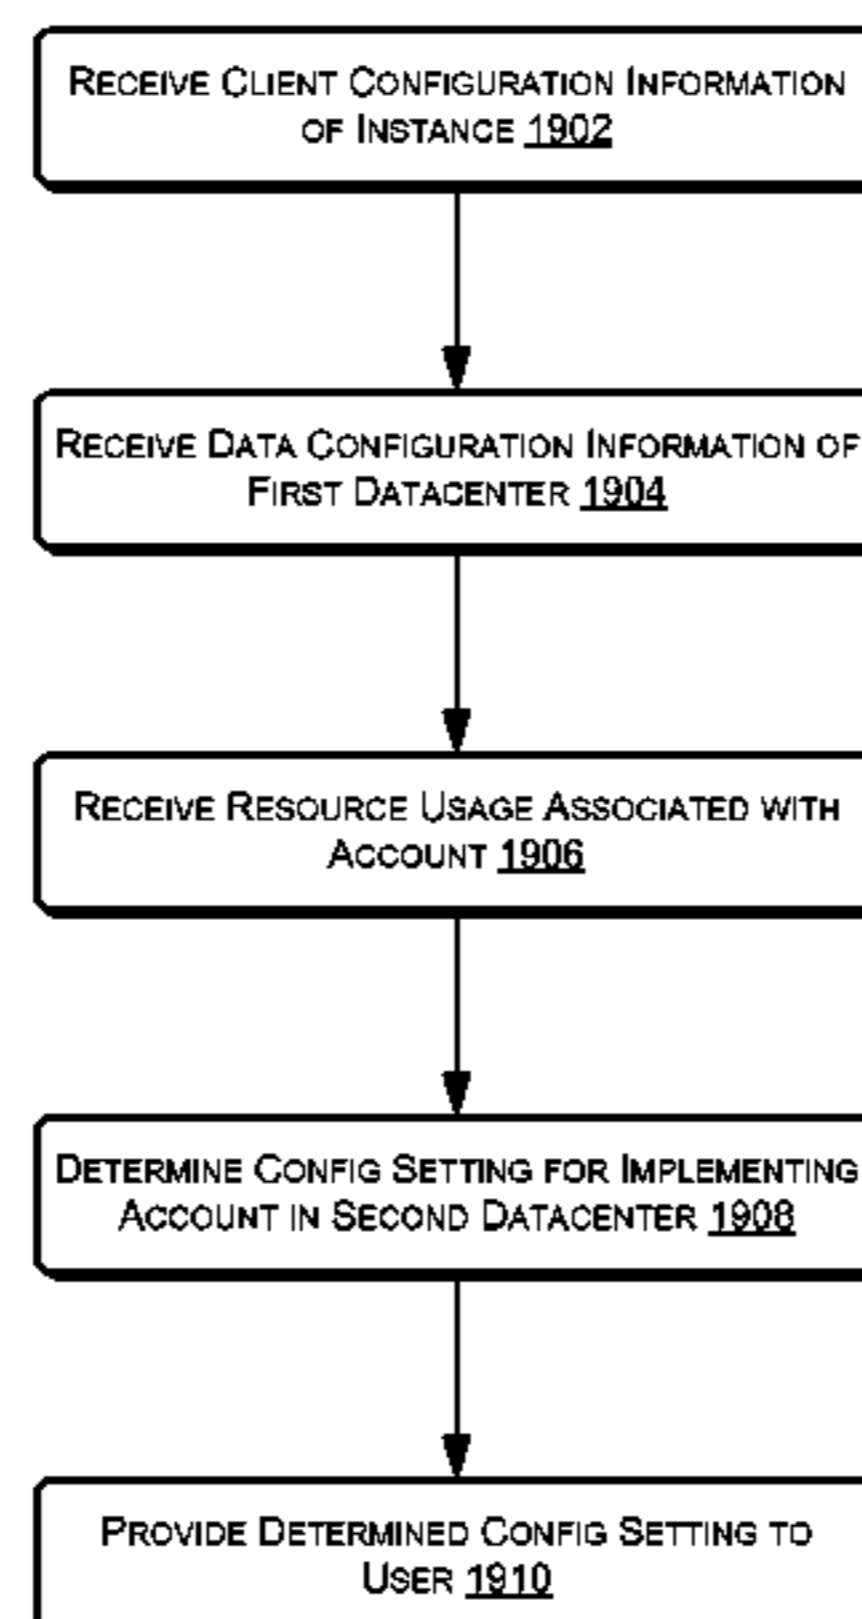 RECEIVE CLIENT CONFIGURATION INFORMATION
OF INSTANCE 1902
RECEIVE DATA CONFIGURATION INFORMATION OF
FIRST DATACENTER 1904
RECEIVE RESOURCE USAGE ASSOCIATED WITH
ACCOUNT 1906
DETERMINE CONFIG SETTING FOR IMPLEMENTING
ACCOUNT IN SECOND DATACENTER 1908
PROVIDE DETERMINED CONFIG SETTING TO
USER 1910